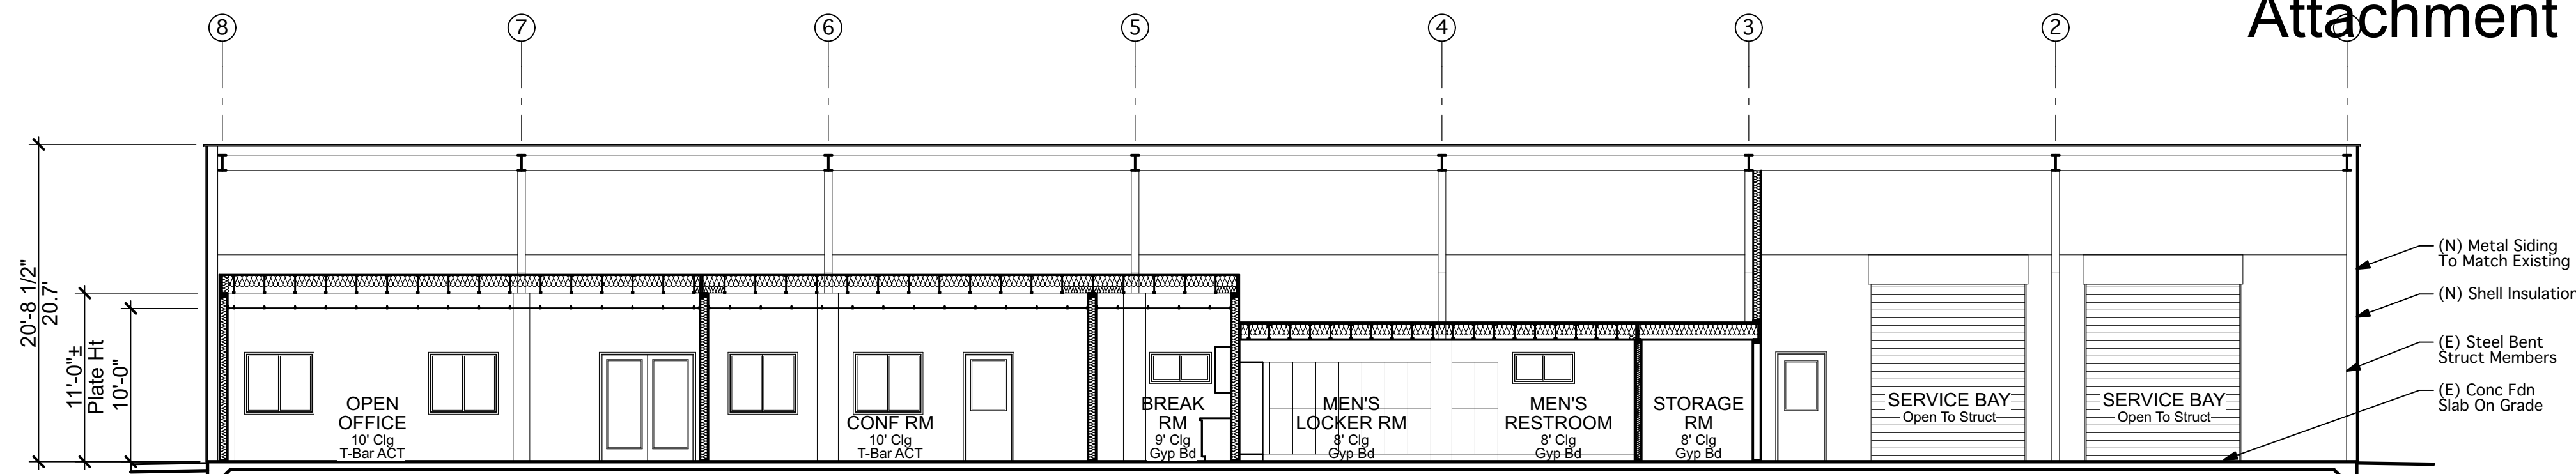 Attachment
8
7
6
5
4
3
2
20'-8 1/2"
20.7'
11'-0"±
Plate Ht
10'-0"
OPEN
OFFICE
10' Clg
T-Bar ACT
CONF RM
10' Clg
T-Bar ACT
BREAK
RM
9' Clg
Gyp Bd
MEN'S
LOCKER RM
8' Clg
Gyp Bd
MEN'S
RESTROOM
8' Clg
Gyp Bd
STORAGE
RM
8' Clg
Gyp Bd
SERVICE BAY
Open To Struct
SERVICE BAY
Open To Struct
(N) Metal Siding
To Match Existing
(N) Shell Insulation
(E) Steel Bent
Struct Members
(E) Conc Fdn
Slab On Grade